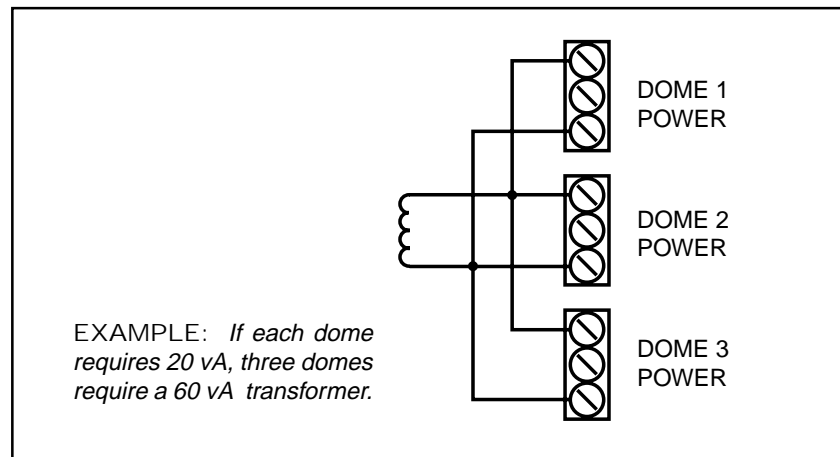 DOME 1
POWER
DOME 2
POWER
DOME 3
POWER
EXAMPLE: If each dome
requires 20 vA, three domes
require a 60 vA transformer.